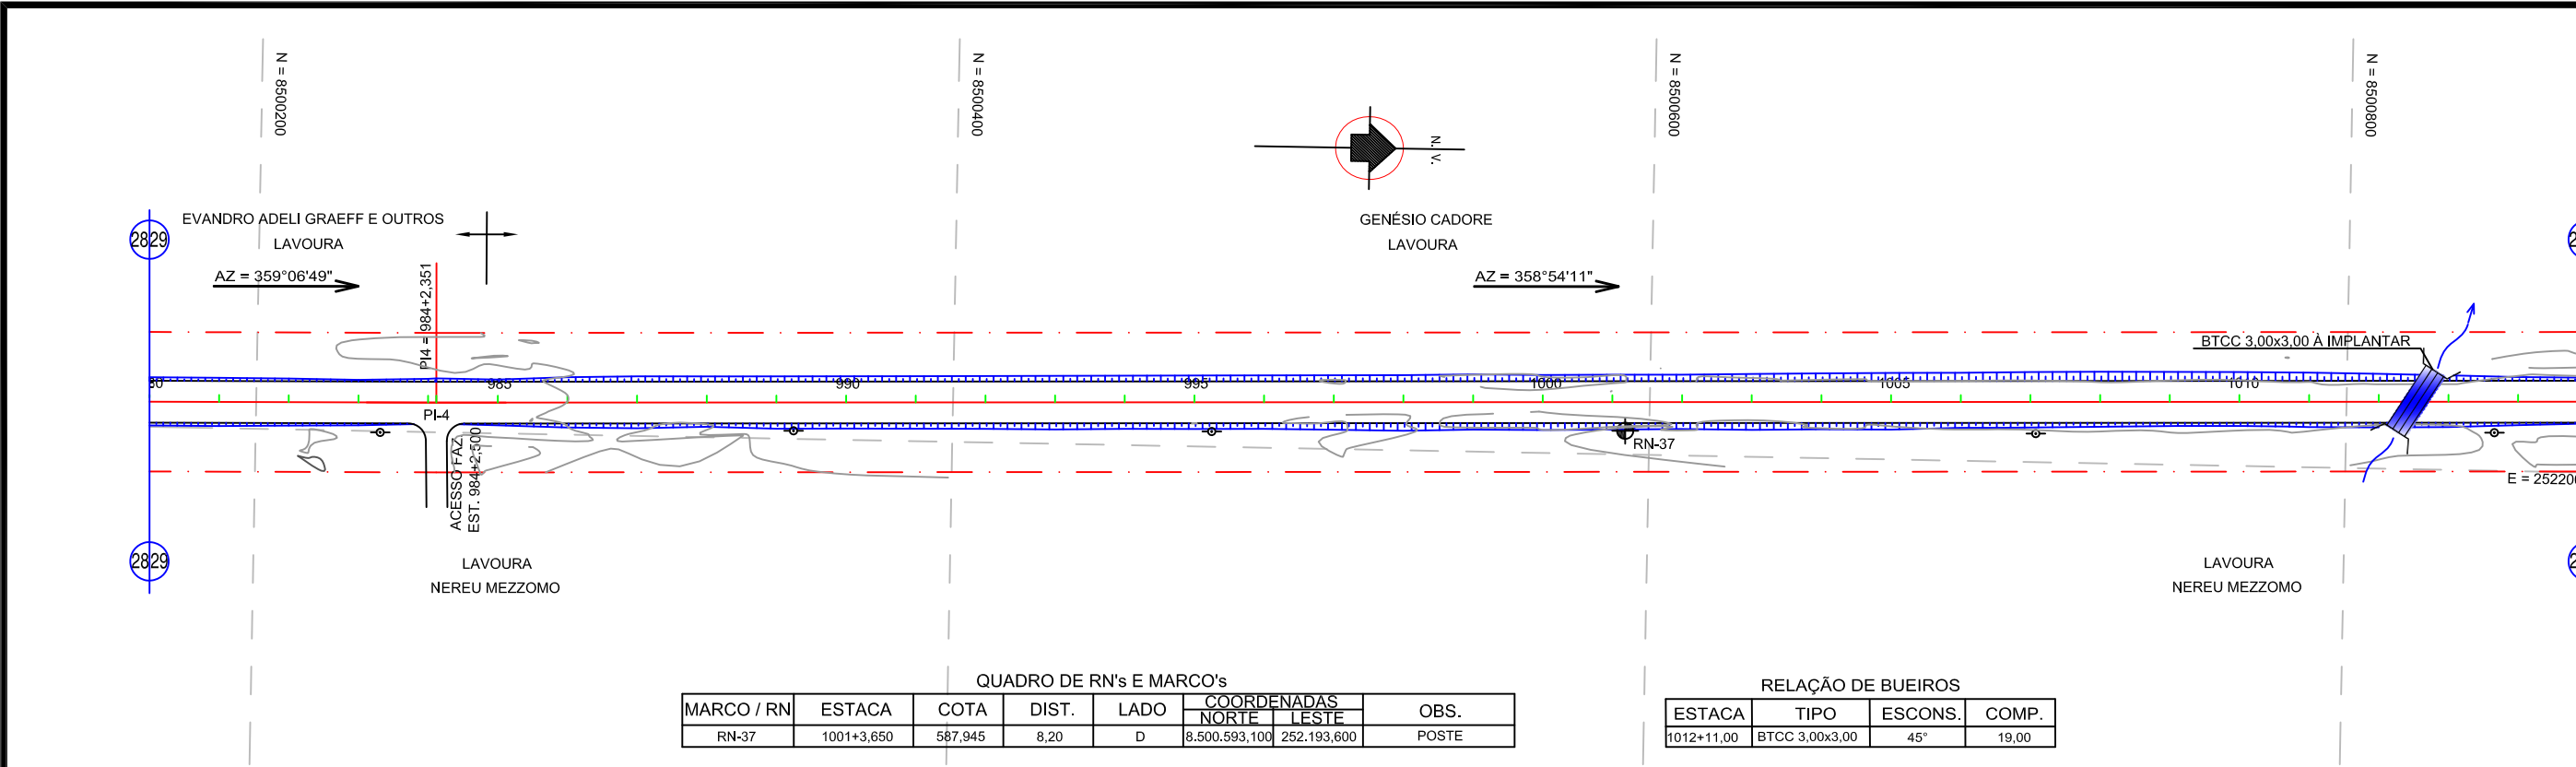 N = 8500200
N = 8500400
N = 8500600
N = 8500800
N. V.
EVANDRO ADELI GRAEFF E OUTROS
LAVOURA
GENÉSIO CADORE
LAVOURA
2829
AZ = 359°06'49"
AZ = 358°54'11"
PI4 = 984+2,351
BTCC 3,00x3,00 À IMPLANTAR
985
990
995
1000
1005
1010
PI-4
RN-37
ACESSO FAZ.
EST. 984+2,500
E = 252200
2829
LAVOURA
NEREU MEZZOMO
LAVOURA
NEREU MEZZOMO
QUADRO DE RN's E MARCO's
MARCO / RN ESTACA COTA DIST. LADO COORDENADAS OBS.
NORTE LESTE
RN-37 1001+3,650 587,945 8,20 D 8.500.593,100 252.193,600 POSTE
RELAÇÃO DE BUEIROS
ESTACA TIPO ESCONS. COMP.
1012+11,00 BTCC 3,00x3,00 45° 19,00